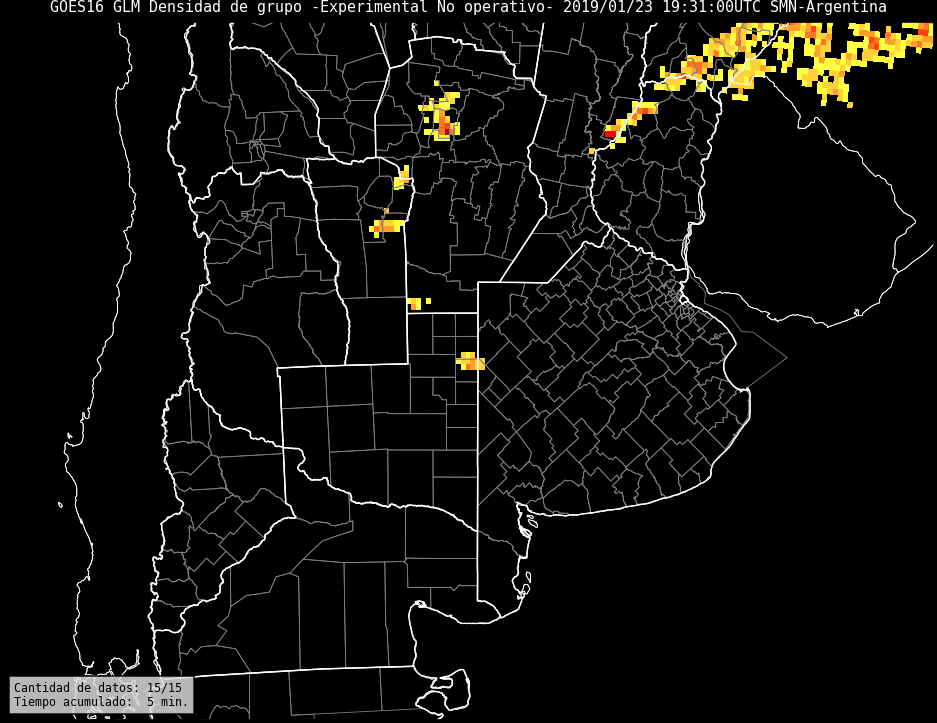 GOES16 GLM Densidad de grupo -Experimental No operativo- 2019/01/23 19:31:00UTC SMN-Argentina
Cantidad de datos: 15/15
Tiempo acumulado:  5 min.